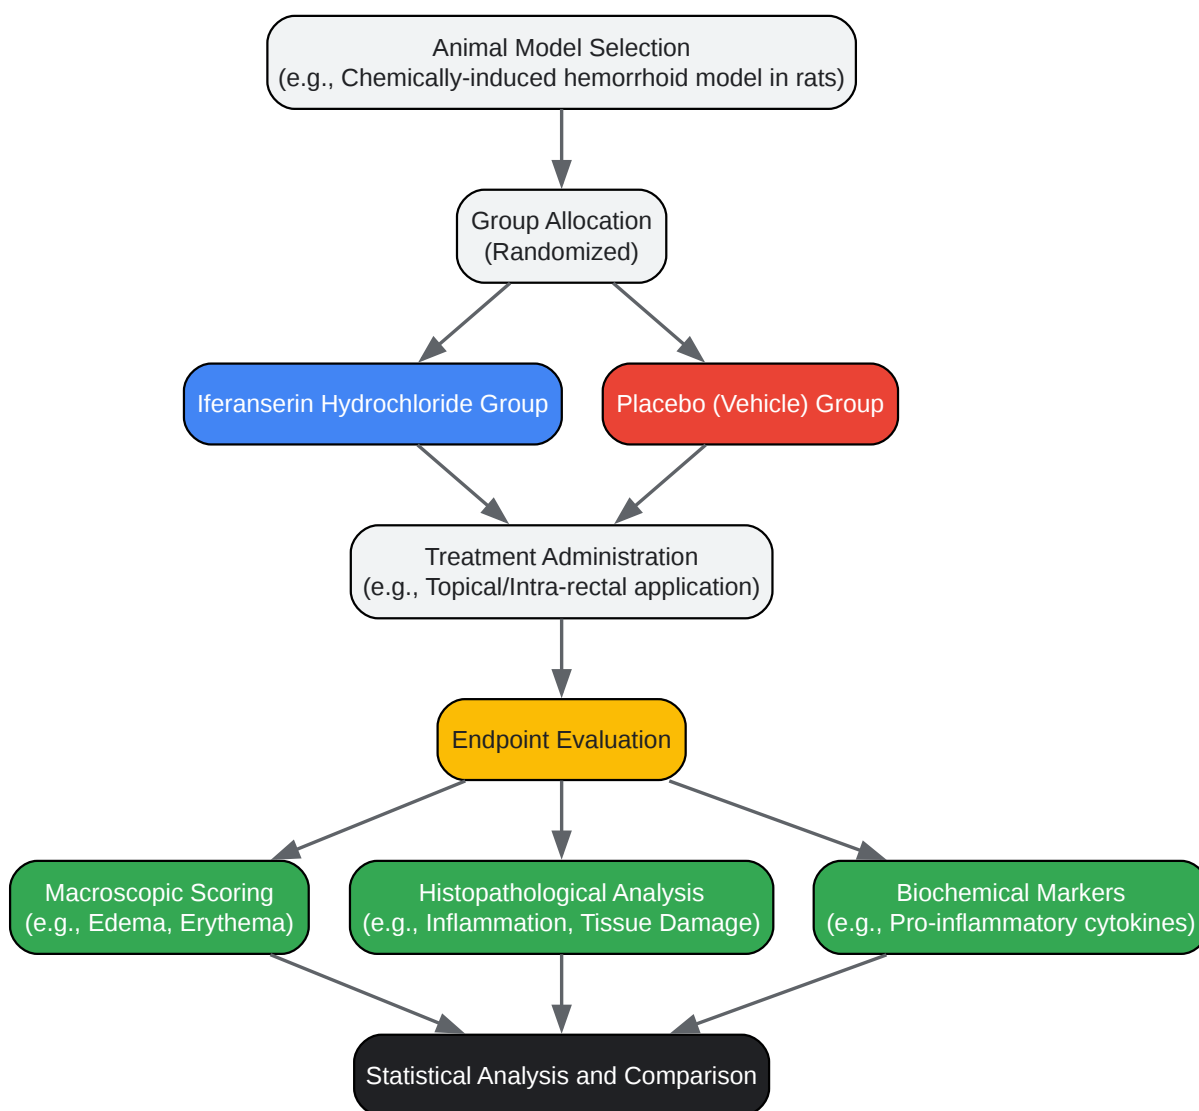 Animal Model Selection
(e.g., Chemically-induced hemorrhoid model in rats)
Group Allocation
(Randomized)
Iferanserin Hydrochloride Group
Placebo (Vehicle) Group
Treatment Administration
(e.g., Topical/Intra-rectal application)
Endpoint Evaluation
Macroscopic Scoring
(e.g., Edema, Erythema)
Histopathological Analysis
(e.g., Inflammation, Tissue Damage)
Biochemical Markers
(e.g., Pro-inflammatory cytokines)
Statistical Analysis and Comparison